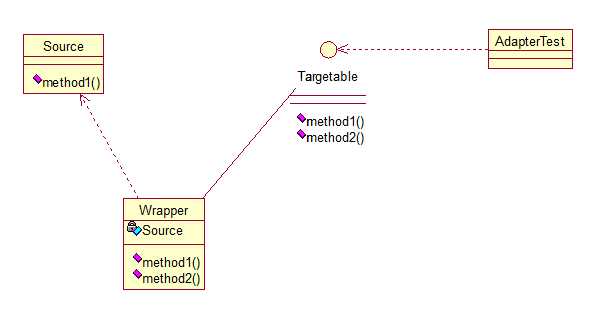 Source
method1()
Targetable
method1()
method2()
AdapterTest
Wrapper
Source
method1()
method2()